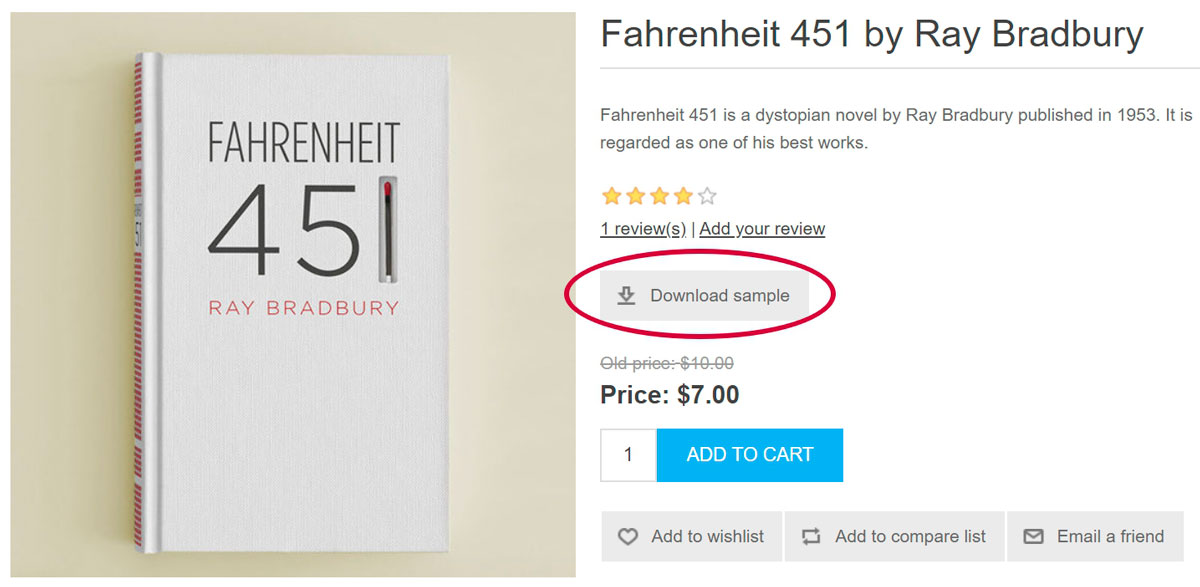 FAHRENHEIT
451
RAY BRADBURY
Fahrenheit 451 by Ray Bradbury
Fahrenheit 451 is a dystopian novel by Ray Bradbury published in 1953. It is
regarded as one of his best works.
1 review(s) | Add your review
Download sample
Old price: $10.00
Price: $7.00
1 ADD TO CART
Add to wishlist Add to compare list Email a friend